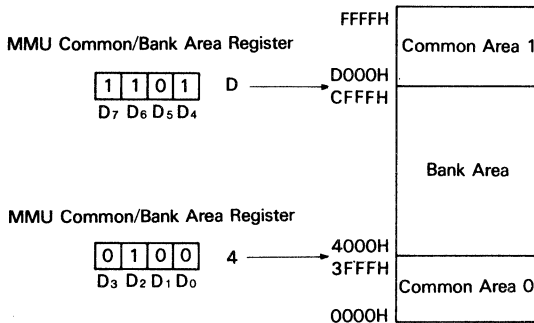 FFFFH
Common Area 1
MMU Common/Bank Area Register
1 1 0 1 D
D7 D6 D5 D4
D000H
CFFFH
Bank Area
MMU Common/Bank Area Register
0 1 0 0 4
D3 D2 D1 D0
4000H
3FFFH
Common Area 0
0000H